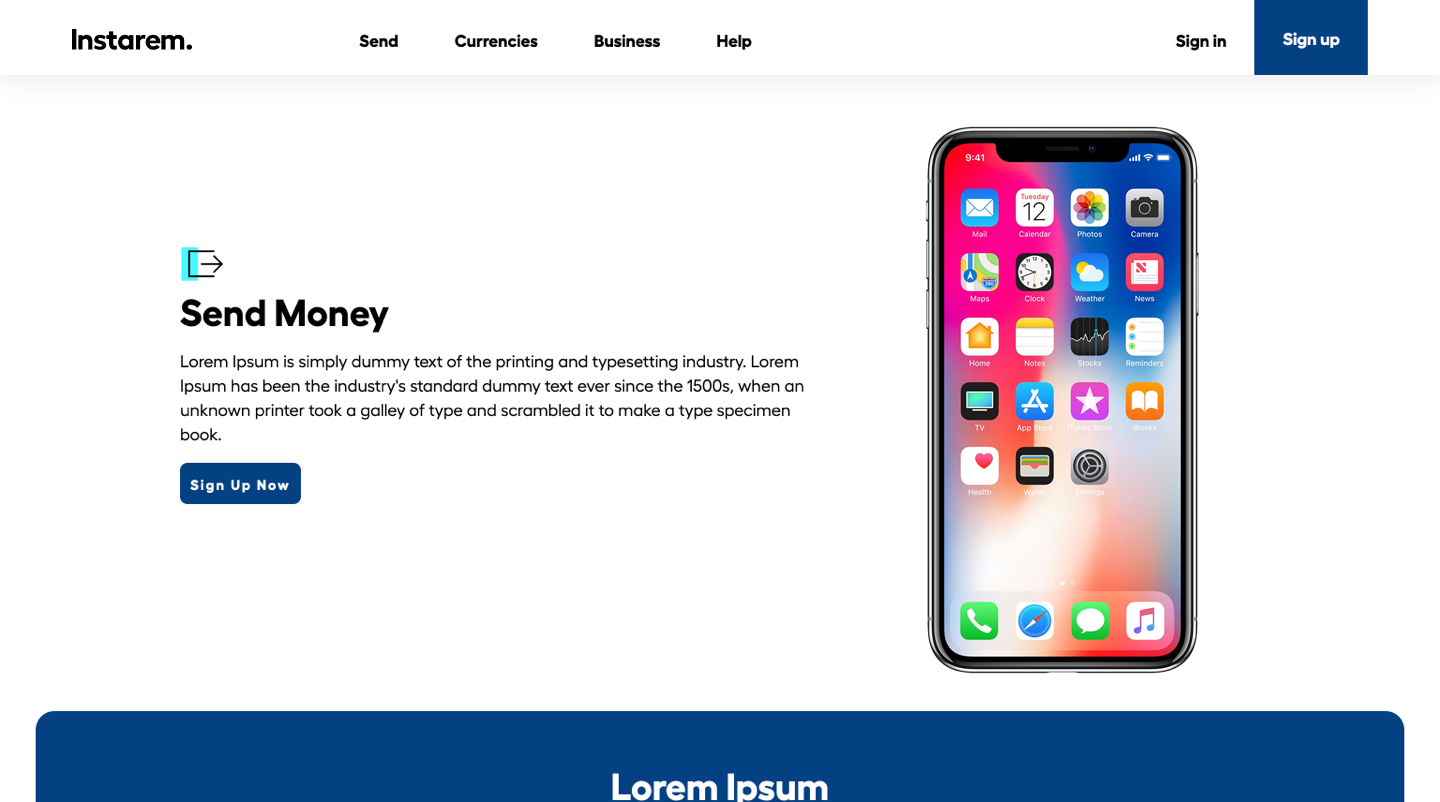 Instarem.
Send
Currencies
Business
Help
Sign in
Sign up
Send Money
Lorem Ipsum is simply dummy text of the printing and typesetting industry. Lorem
Ipsum has been the industry's standard dummy text ever since the 1500s, when an
unknown printer took a galley of type and scrambled it to make a type specimen
book.
Sign Up Now
9:41
Tuesday
12
Mail
Calendar
Photos
Camera
Maps
Clock
Weather
News
Home
Notes
Stocks
Reminders
TV
App Store
iTunes Store
iBooks
Health
Wallet
Settings
Lorem Ipsum